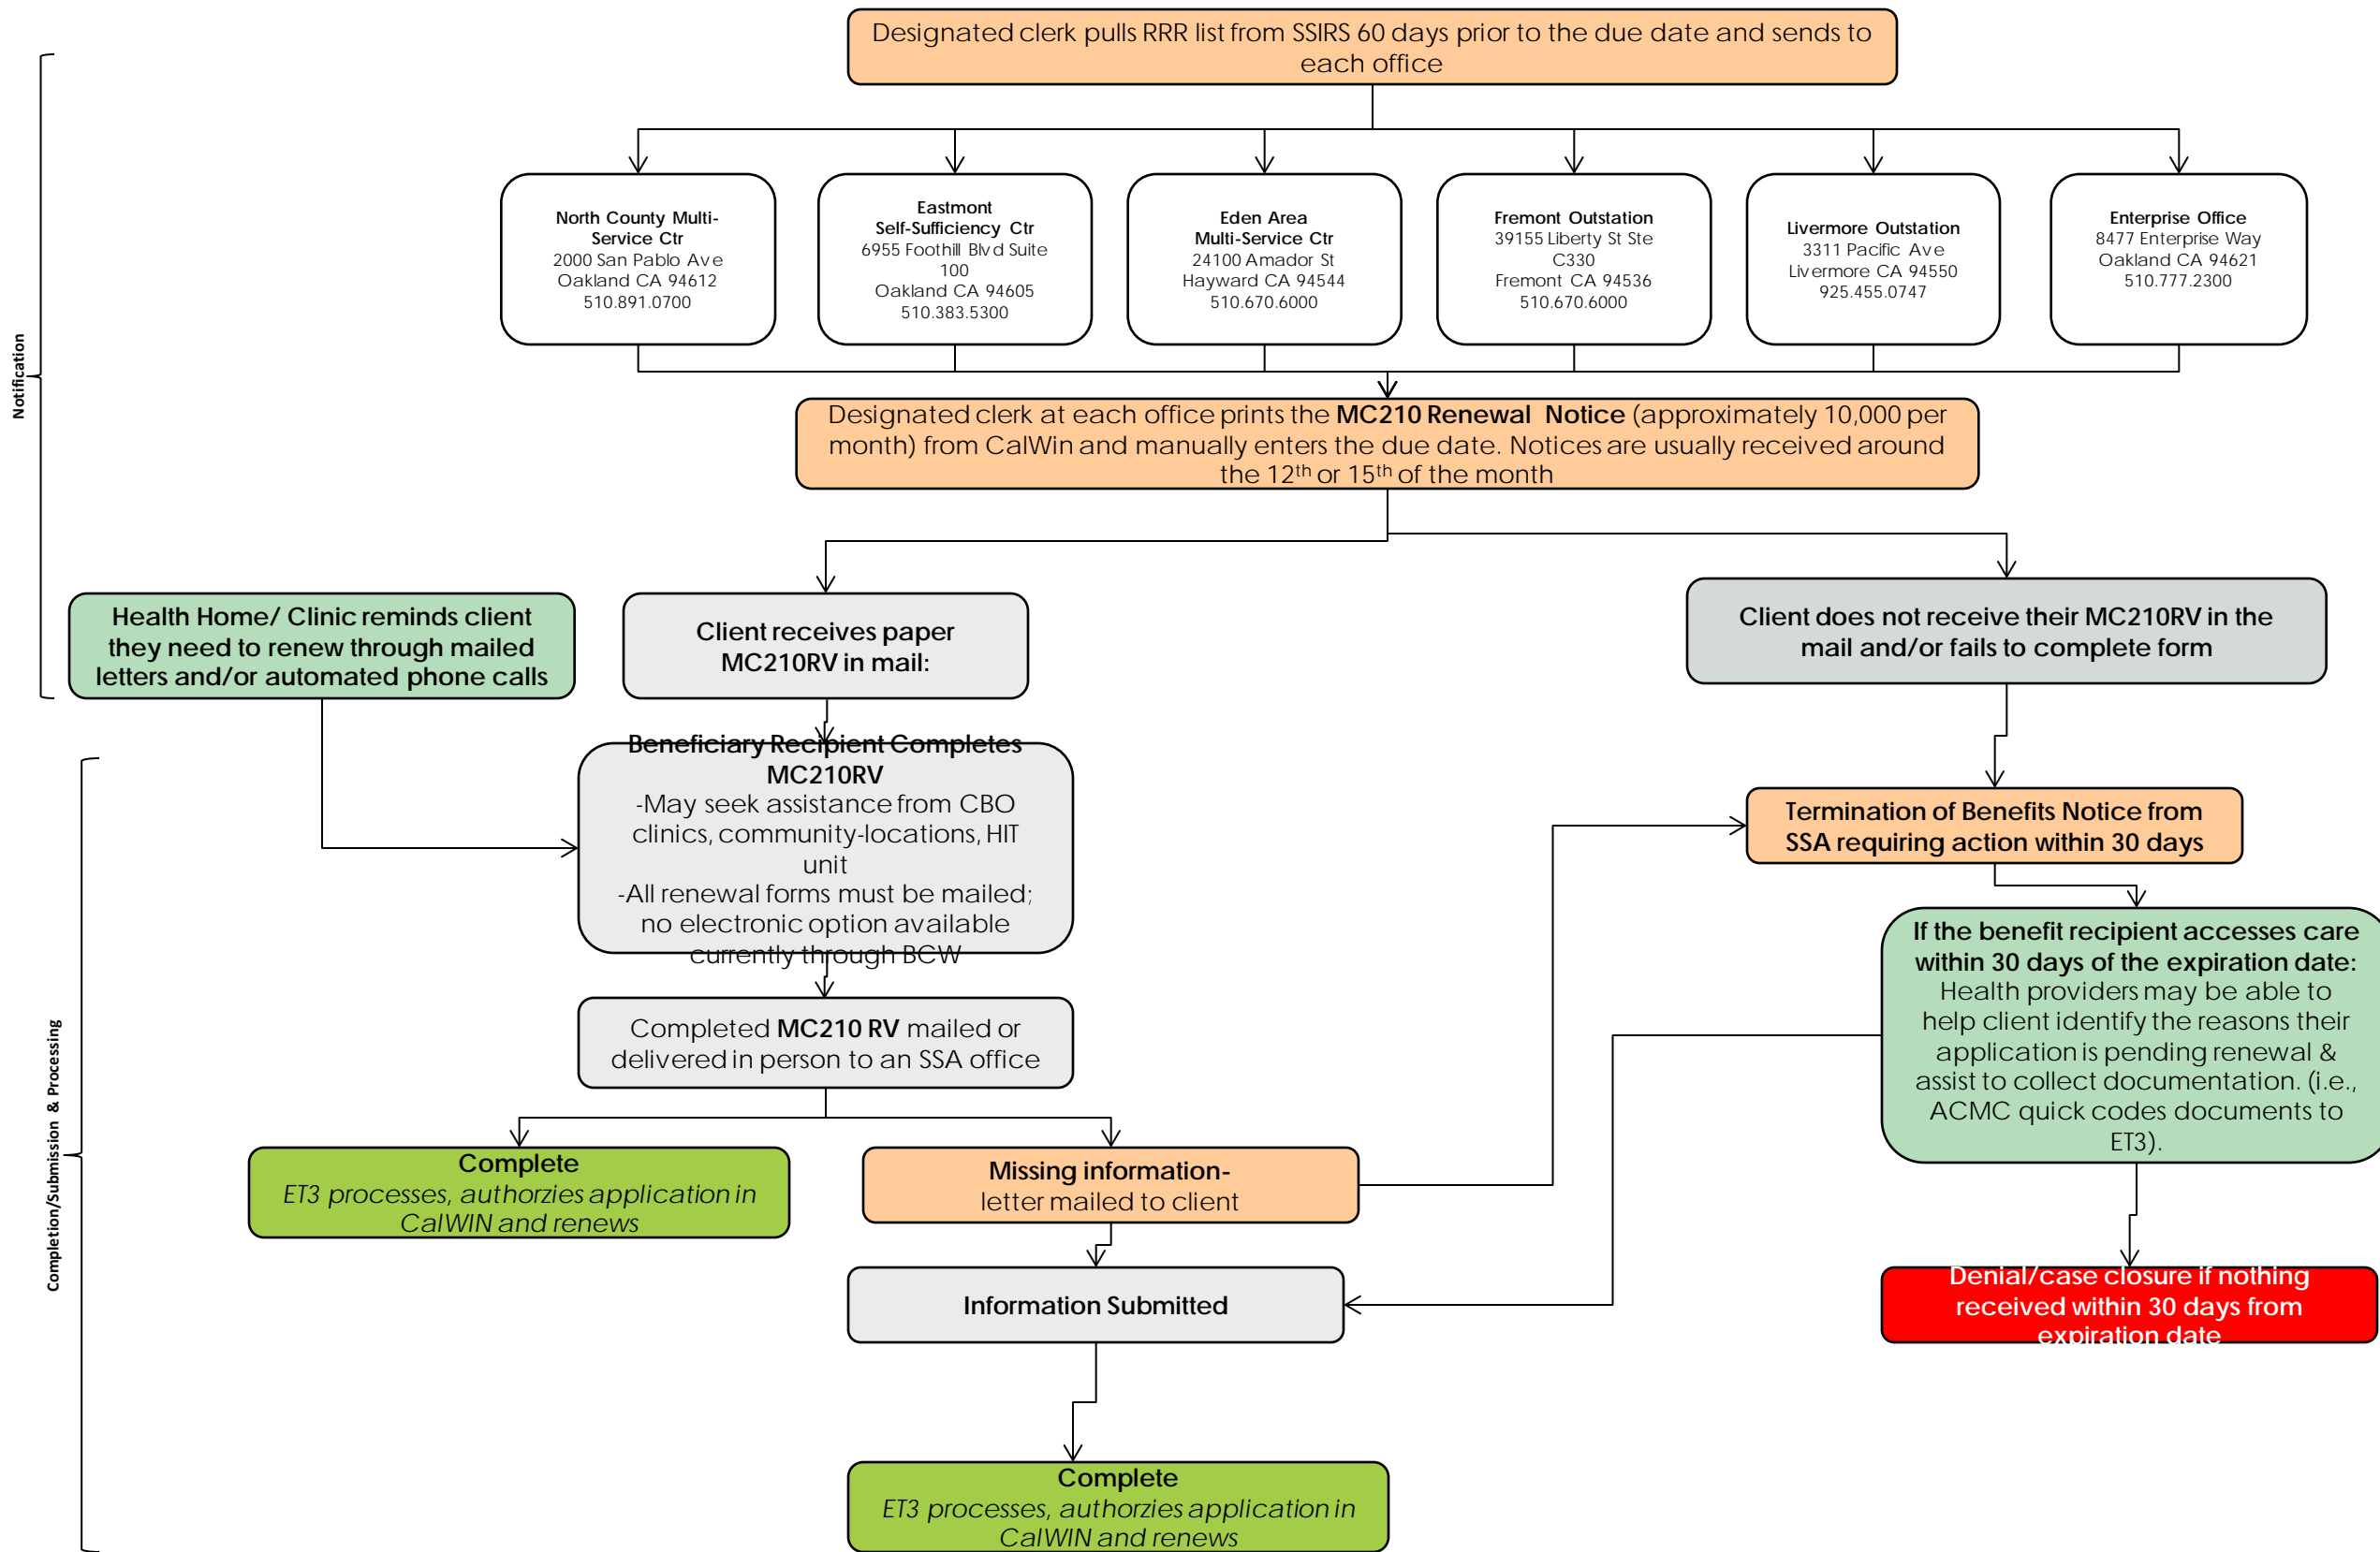 Designated clerk pulls RRR list from SSIRS 60 days prior to the due date and sends to
each office
North County Multi-
Service Ctr
2000 San Pablo Ave
Oakland CA 94612
510.891.0700
Eastmont
Self-Sufficiency Ctr
6955 Foothill Blvd Suite
100
Oakland CA 94605
510.383.5300
Eden Area
Multi-Service Ctr
24100 Amador St
Hayward CA 94544
510.670.6000
Fremont Outstation
39155 Liberty St Ste
C330
Fremont CA 94536
510.670.6000
Livermore Outstation
3311 Pacific Ave
Livermore CA 94550
925.455.0747
Enterprise Office
8477 Enterprise Way
Oakland CA 94621
510.777.2300
Notification
Designated clerk at each office prints the MC210 Renewal Notice (approximately 10,000 per
month) from CalWin and manually enters the due date. Notices are usually received around
the 12th or 15th of the month
Health Home/ Clinic reminds client
they need to renew through mailed
letters and/or automated phone calls
Client receives paper
MC210RV in mail:
Client does not receive their MC210RV in the
mail and/or fails to complete form
Beneficiary Recipient Completes
MC210RV
-May seek assistance from CBO
clinics, community-locations, HIT
unit
-All renewal forms must be mailed;
no electronic option available
currently through BCW
Termination of Benefits Notice from
SSA requiring action within 30 days
If the benefit recipient accesses care
within 30 days of the expiration date:
Health providers may be able to
help client identify the reasons their
application is pending renewal &
assist to collect documentation. (i.e.,
ACMC quick codes documents to
ET3).
Completion/Submission & Processing
Completed MC210 RV mailed or
delivered in person to an SSA office
Complete
ET3 processes, authorzies application in
CalWIN and renews
Missing information-
letter mailed to client
Information Submitted
Denial/case closure if nothing
received within 30 days from
expiration date
Complete
ET3 processes, authorzies application in
CalWIN and renews